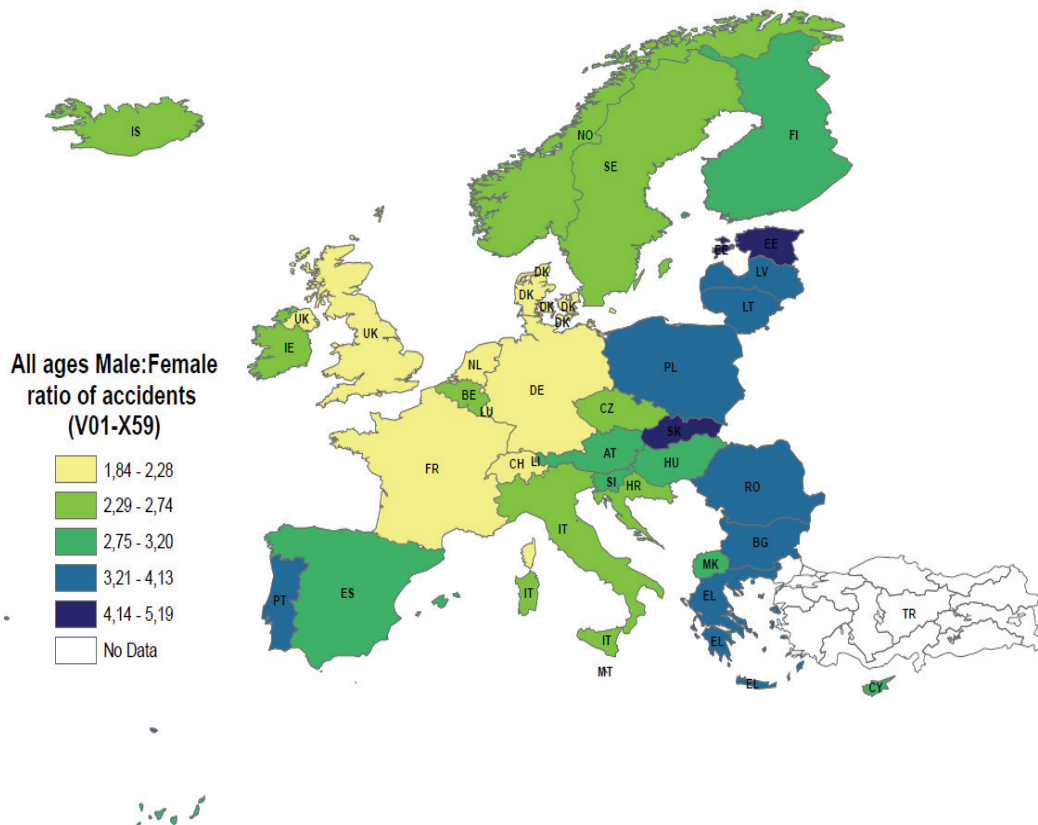 IS
NO
FI
SE
EE
EE
LV
DK
DK
DK
DK
DK
LT
UK
UK
IE
NL
PL
All ages Male:Female
ratio of accidents
(V01-X59)
BE
DE
LU
CZ
SK
1,84 - 2,28
FR
CH
LI
AT
HU
2,29 - 2,74
SI
HR
RO
2,75 - 3,20
IT
BG
3,21 - 4,13
MK
PT
ES
IT
EL
TR
4,14 - 5,19
IT
EL
No Data
MT
EL
CY